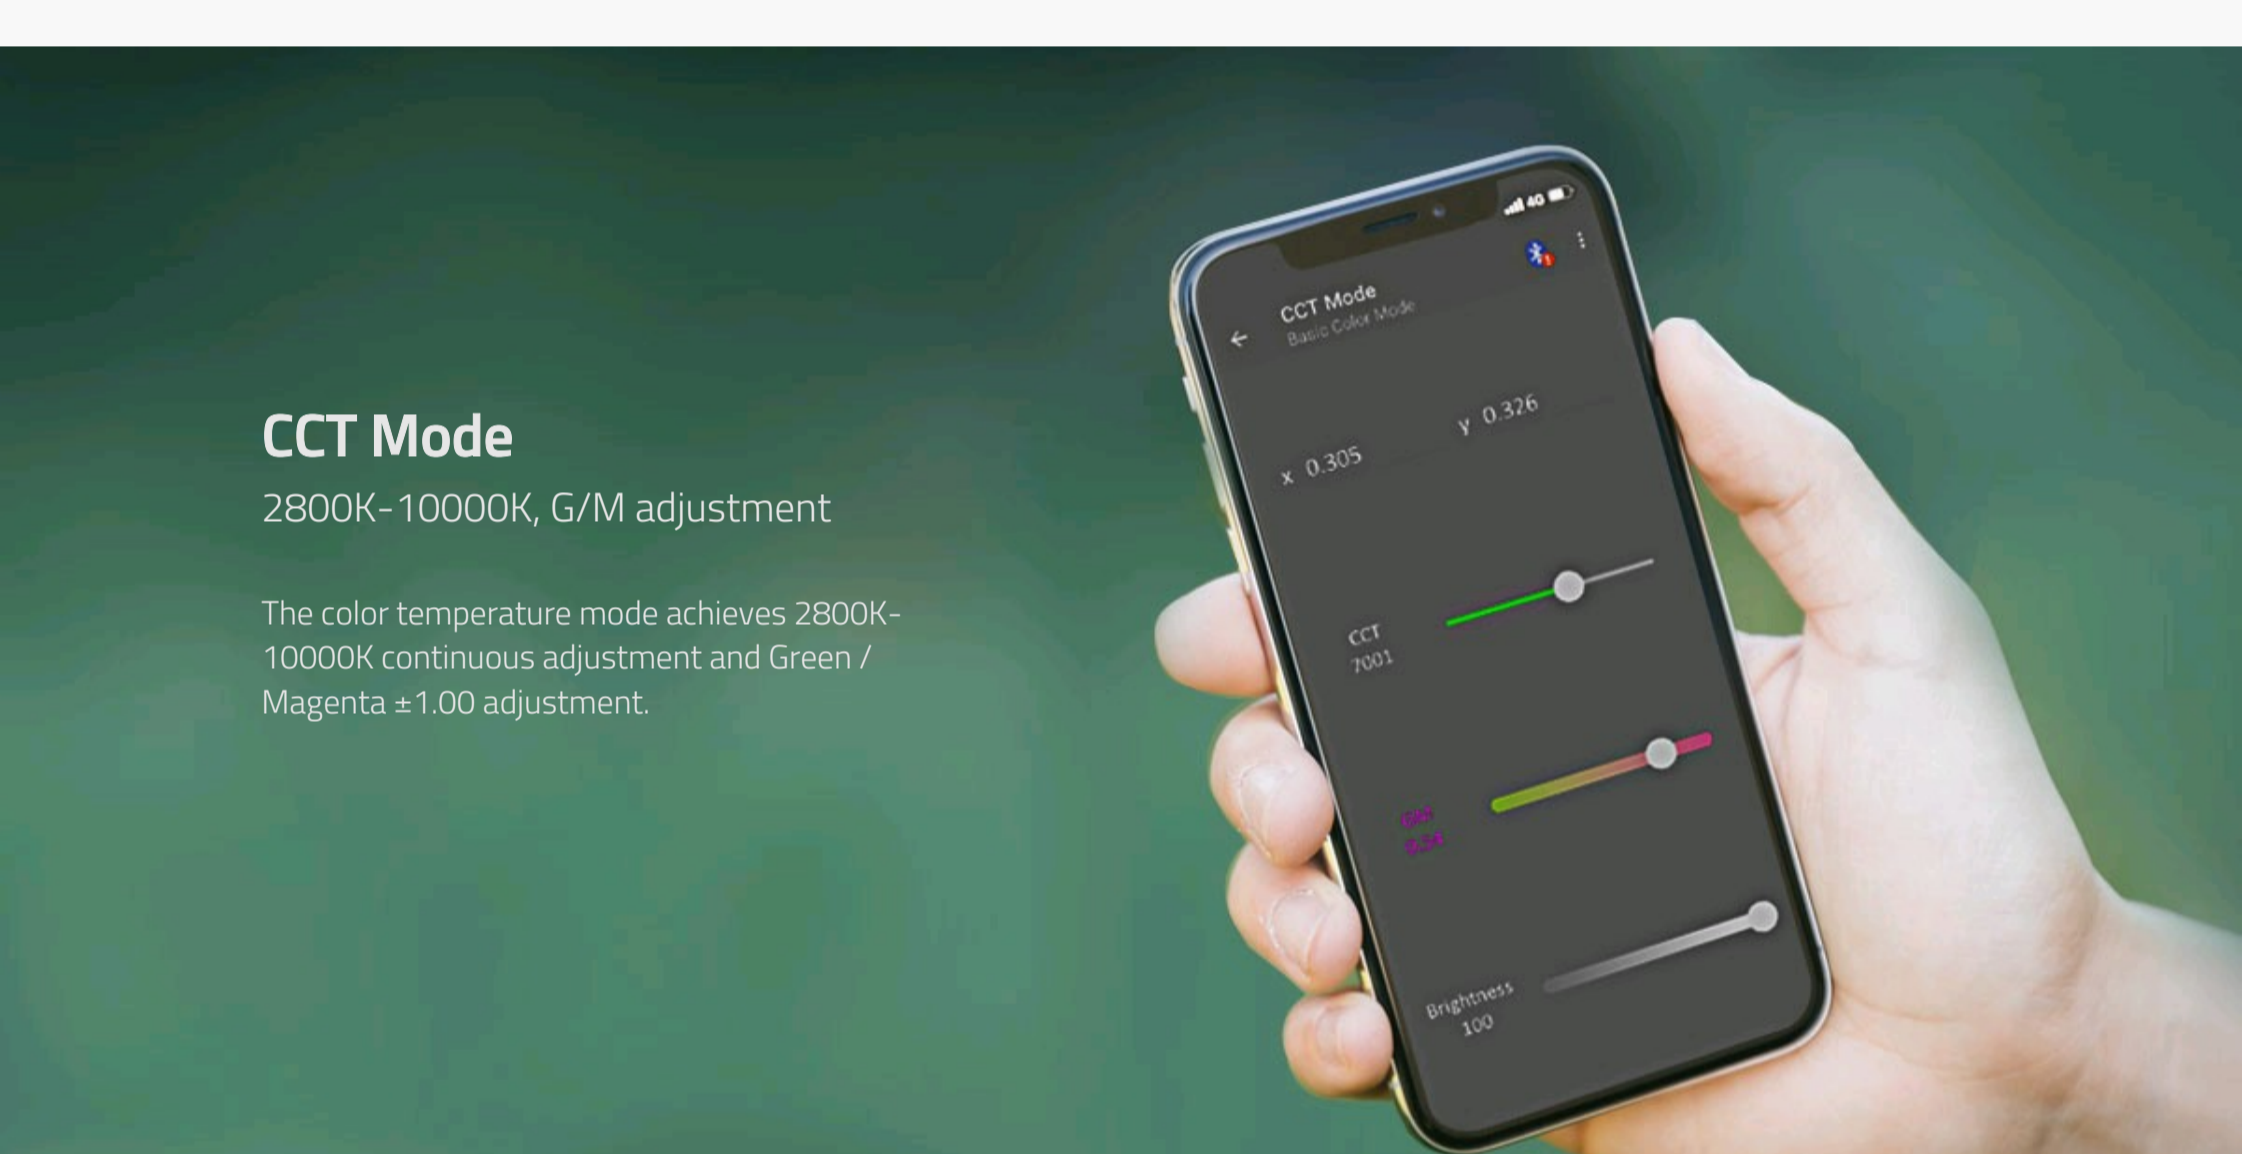 CCT Mode
2800K-10000K, G/M adjustment
The color temperature mode achieves 2800K-
10000K continuous adjustment and Green /
Magenta ±1.00 adjustment.
4G
CCT Mode
Basic Color Mode
x 0.305
y 0.326
CCT
7001
G/M
Brightness
100